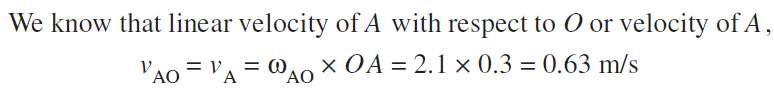 We know that linear velocity of A with respect to O or velocity of A,
vAO = vA = ωAO × OA = 2.1 × 0.3 = 0.63 m/s